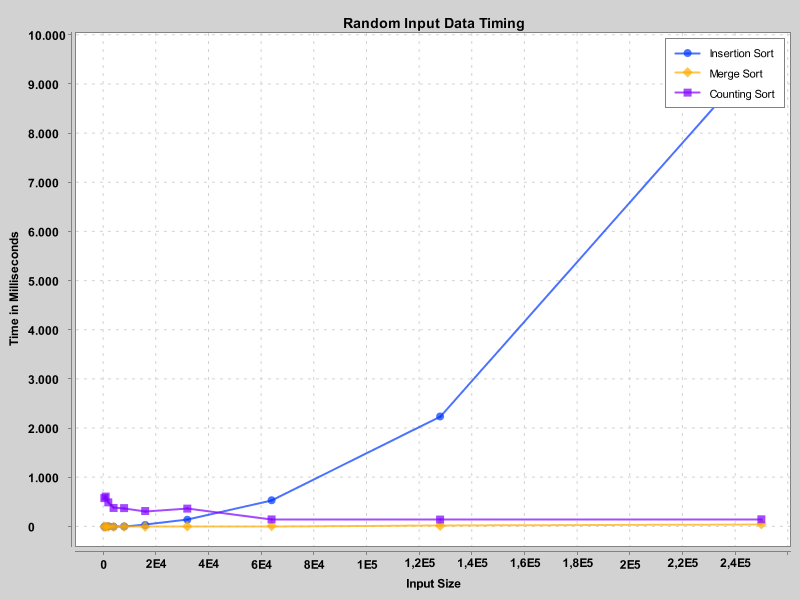 Random Input Data Timing
Insertion Sort
Merge Sort
Counting Sort
Time in Milliseconds
10.000
9.000
8.000
7.000
6.000
5.000
4.000
3.000
2.000
1.000
0
0 2E4 4E4 6E4 8E4 1E5 1,2E5 1,4E5 1,6E5 1,8E5 2E5 2,2E5 2,4E5
Input Size